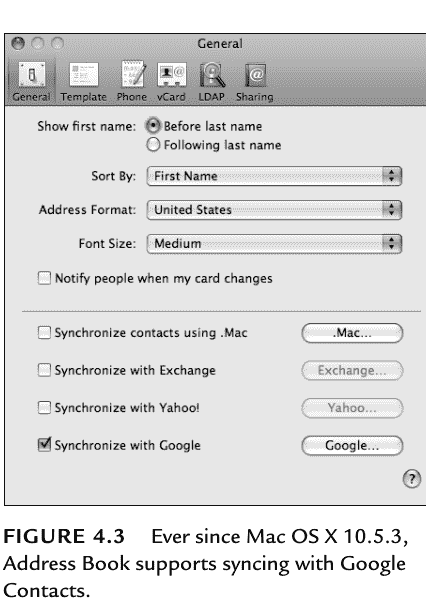 General
General Template Phone vCard LDAP Sharing
Show first name: Before last name
Following last name
Sort By: First Name
Address Format: United States
Font Size: Medium
Notify people when my card changes
Synchronize contacts using .Mac .Mac...
Synchronize with Exchange Exchange...
Synchronize with Yahoo! Yahoo...
Synchronize with Google Google...
?
FIGURE 4.3 Ever since Mac OS X 10.5.3,
Address Book supports syncing with Google
Contacts.